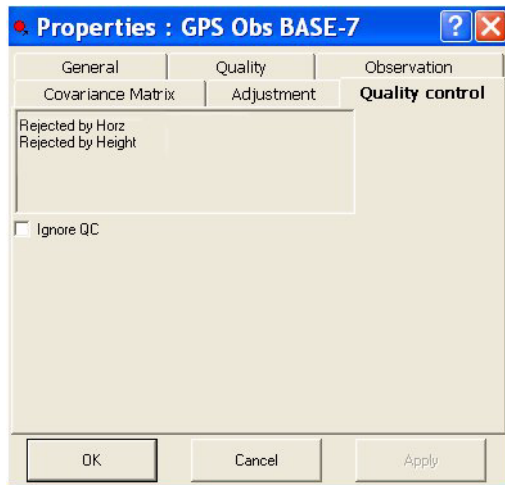 Properties : GPS Obs BASE-7
General Quality Observation
Covariance Matrix Adjustment Quality control
Rejected by Horz
Rejected by Height
Ignore QC
OK Cancel Apply